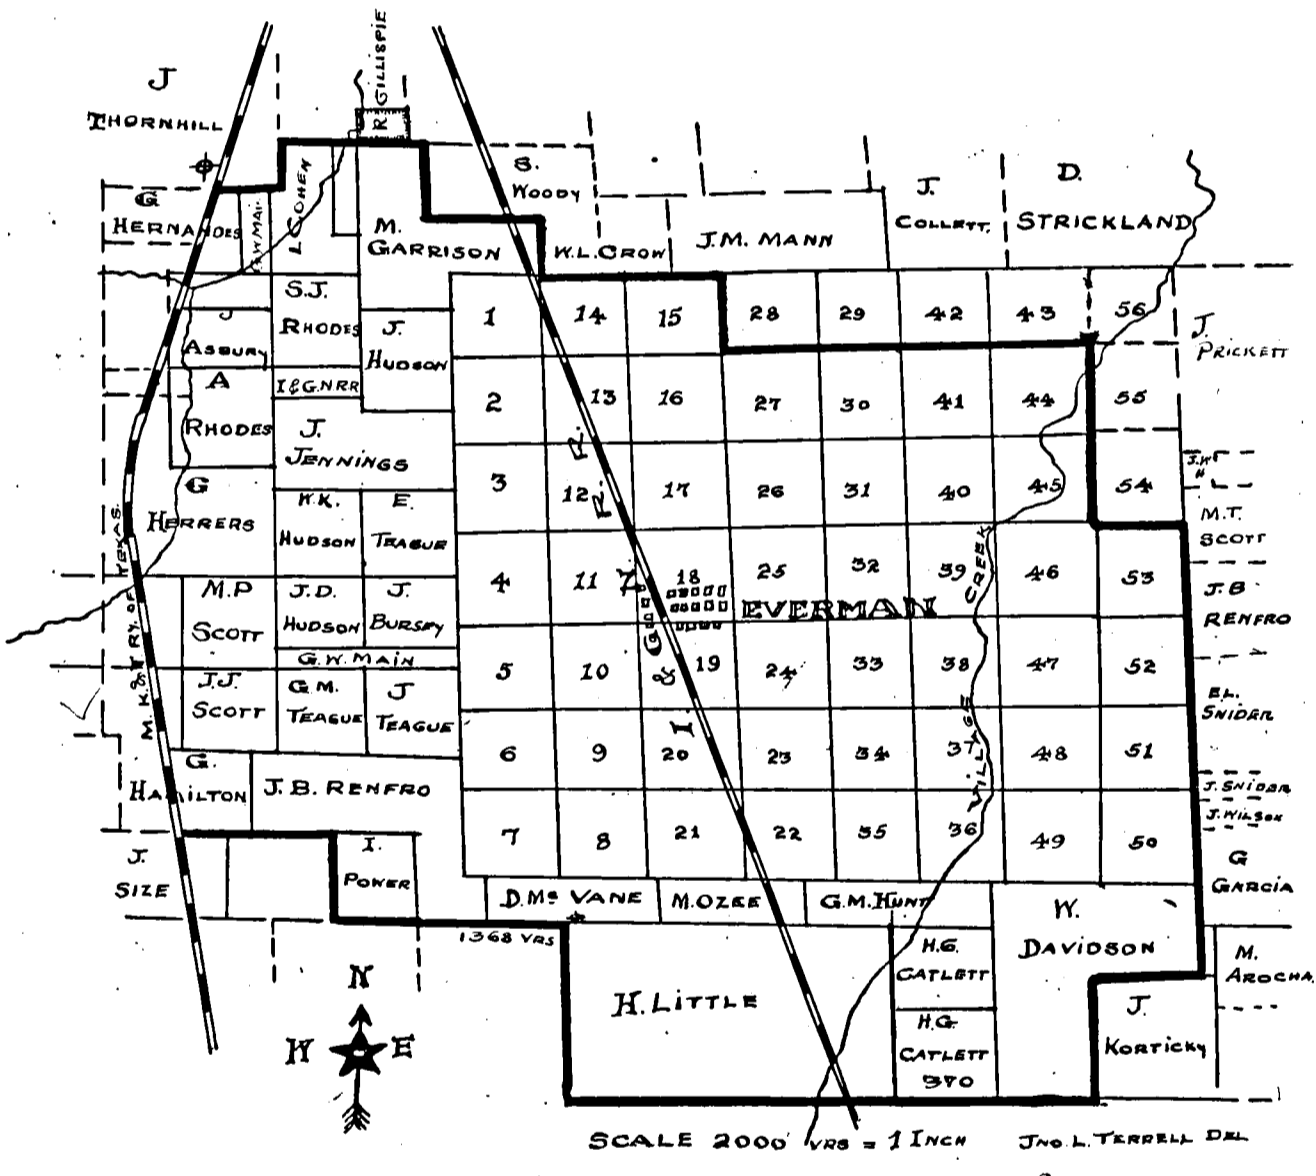 R. GILLISPIE
J
THORNHILL
S.
WOODY
J.
COLLETT.
D.
STRICKLAND
G
HERNANDES
G.W. MAI
I. COHEN
M.
GARRISON
W.L. CROW
J.M. MANN
S.J.
RHODES
J
ASBURY
J.
HUDSON
1
14
15
28
29
42
43
56
J.
PRICKETT
A
RHODES
I & G.N.RR
2
13
16
27
30
41
44
55
J.
JENNINGS
G
HERRERS
W.K.
HUDSON
E.
TEAGUE
3
12
17
26
31
40
45
54
J.W
H
M.T.
SCOTT
M.P
SCOTT
J.D.
HUDSON
J.
BURSEY
4
11
18
25
32
39
46
53
J.B
RENFRO
EVERMAN
G.W. MAIN
J.J.
SCOTT
G.M.
TEAGUE
J
TEAGUE
5
10
19
24
33
38
47
52
E.L.
SNIDER
M. K. & T. RY. OF TEXAS.
I. & G. N. R. R.
VILLAGE CREEK
6
9
20
23
34
37
48
51
G.
HAMILTON
J.B. RENFRO
J. SNIDER
J. WILSON
7
8
21
22
35
36
49
50
G
GARCIA
J.
SIZE
I.
POWER
D. Mc VANE
M. OZEE
G.M. HUNT
W.
DAVIDSON
1368 VRS
H. LITTLE
H.G.
CATLETT
H.G.
CATLETT
370
M.
AROCHA.
J.
KORTICKY
N
W
E
SCALE 2000 VRS = 1 INCH
JNO. L. TERRELL DEL